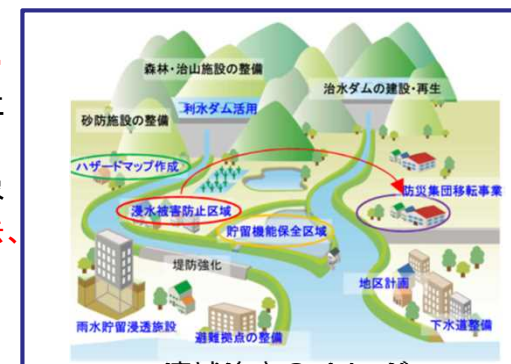 森林・治山施設の整備
治水ダムの建設・再生
利水ダム活用
砂防施設の整備
ハザードマップ作成
防災集団移転事業
浸水被害防止区域
貯留機能保全区域
堤防強化
地区計画
雨水貯留浸透施設
下水道整備
避難拠点の整備